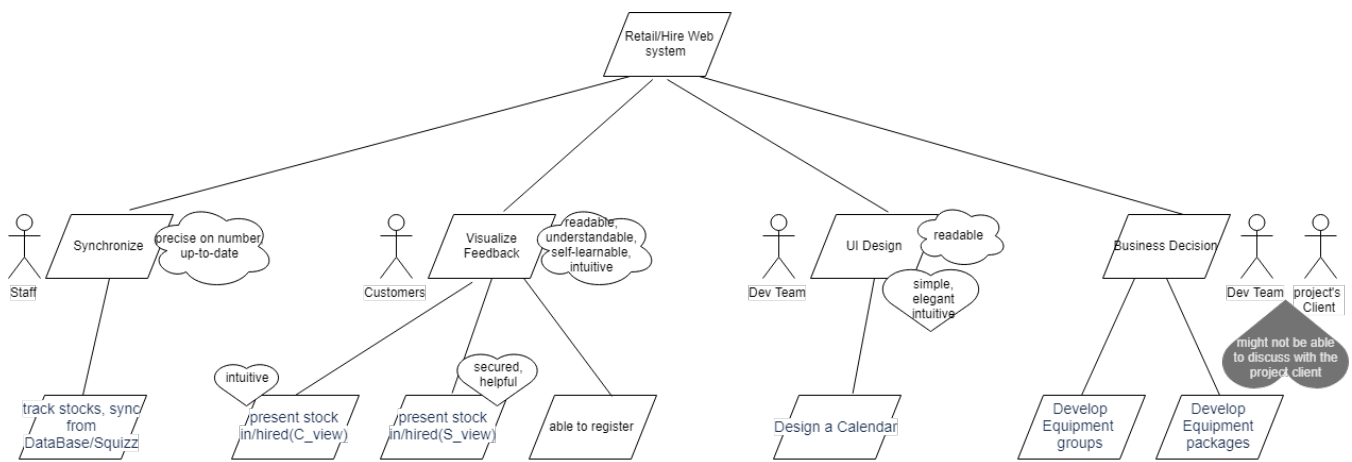 Retail/Hire Web
system
Synchronize
precise on number,
up-to-date
Staff
Visualize
Feedback
readable,
understandable,
self-learnable,
intuitive
Customers
UI Design
readable
simple,
elegant
intuitive
Dev Team
Business Decision
Dev Team
project's
Client
might not be able
to discuss with the
project client
track stocks, sync
from
DataBase/Squizz
intuitive
present stock
in/hired(C_view)
secured,
helpful
present stock
in/hired(S_view)
able to register
Design a Calendar
Develop
Equipment
groups
Develop
Equipment
packages